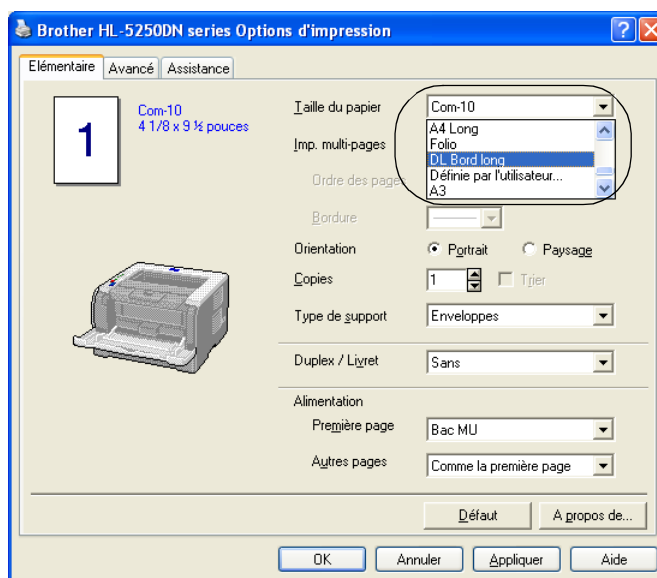 Brother HL-5250DN series Options d'impression
Elémentaire Avancé Assistance
1
Com-10
4 1/8 x 9 ½ pouces
Taille du papier Com-10
A4 Long
Folio
DL Bord long
Définie par l'utilisateur...
A3
Imp. multi-pages
Ordre des page
Bordure
Orientation Portrait Paysage
Copies 1 Trier
Type de support Enveloppes
Duplex / Livret Sans
Alimentation
Première page Bac MU
Autres pages Comme la première page
Défaut A propos de...
OK Annuler Appliquer Aide